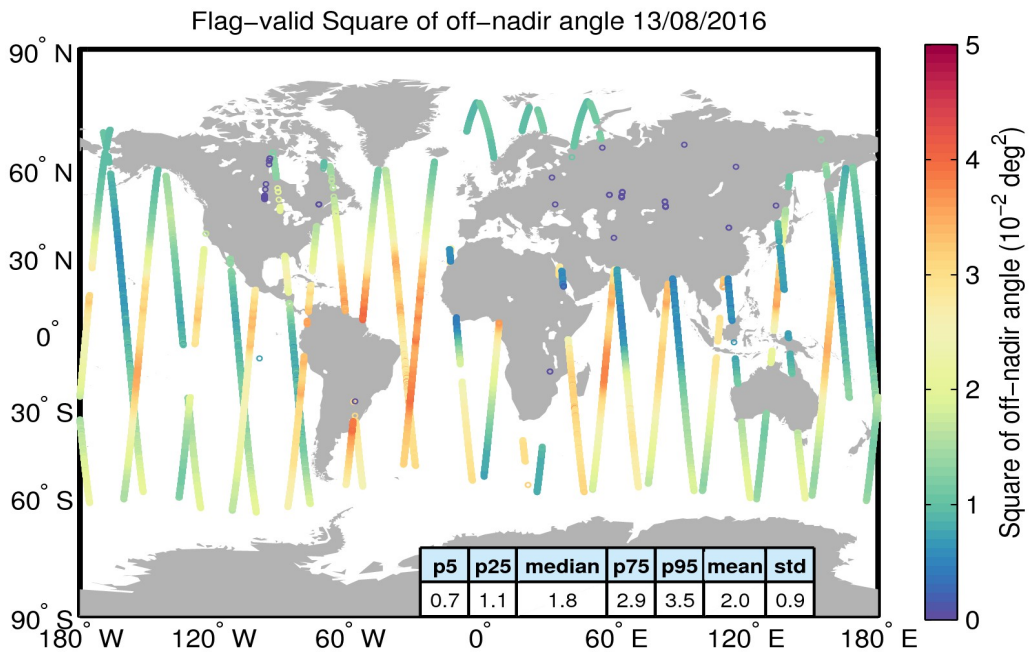 Flag−valid Square of off−nadir angle 13/08/2016
90° N
60° N
30° N
0°
30° S
60° S
90° S
180° W
120° W
60° W
0°
60° E
120° E
180° E
p5 p25 median p75 p95 mean std
0.7 1.1 1.8 2.9 3.5 2.0 0.9
5
4
3
2
1
0
Square of off−nadir angle (10⁻² deg²)